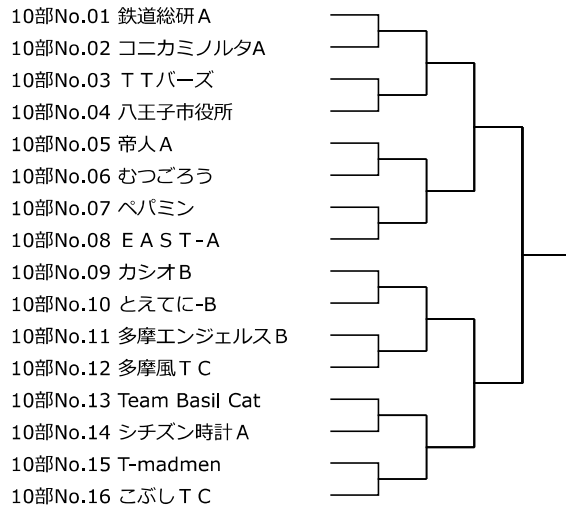 10部No.01 鉄道総研A
10部No.02 コニカミノルタA
10部No.03 TTバーズ
10部No.04 八王子市役所
10部No.05 帝人A
10部No.06 むつごろう
10部No.07 ペパミン
10部No.08 EAST-A
10部No.09 カシオB
10部No.10 とえてに-B
10部No.11 多摩エンジェルスB
10部No.12 多摩風TC
10部No.13 Team Basil Cat
10部No.14 シチズン時計A
10部No.15 T-madmen
10部No.16 こぶしTC